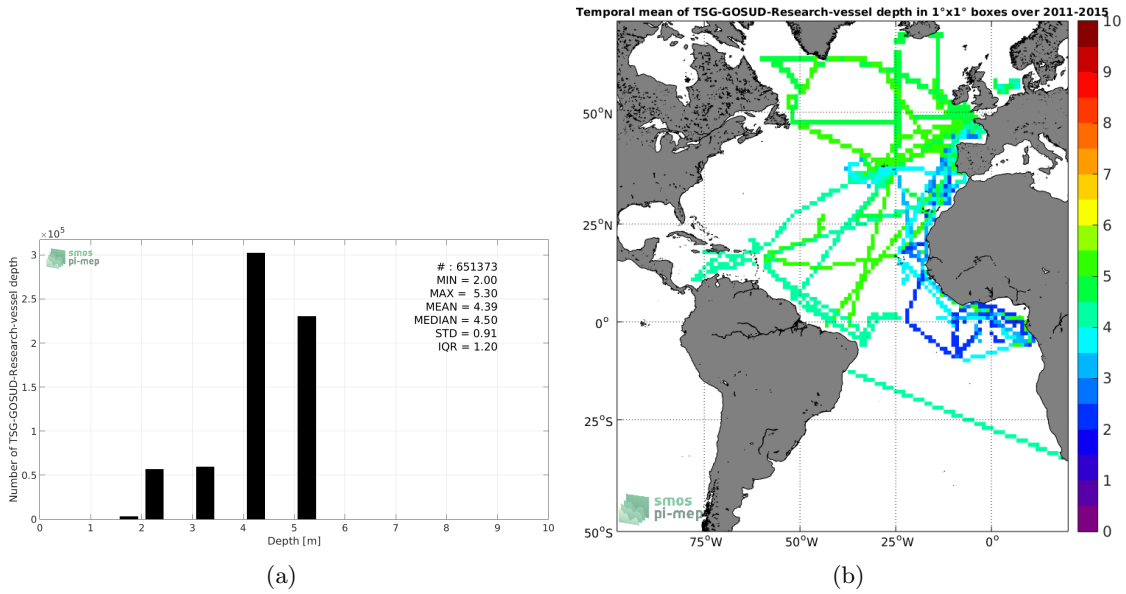 ×10⁵
3
2.5
2
1.5
1
0.5
0
Number of TSG-GOSUD-Research-vessel depth
smos
pi-mep
# : 651373
MIN = 2.00
MAX = 5.30
MEAN = 4.39
MEDIAN = 4.50
STD = 0.91
IQR = 1.20
0 1 2 3 4 5 6 7 8 9 10
Depth [m]
(a)
Temporal mean of TSG-GOSUD-Research-vessel depth in 1°x1° boxes over 2011-2015
50°N
25°N
0°
25°S
50°S
75°W 50°W 25°W 0°
smos
pi-mep
10
9
8
7
6
5
4
3
2
1
0
(b)